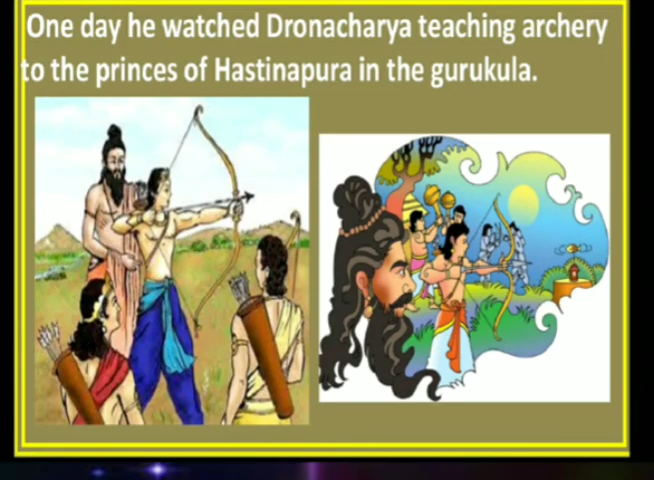 One day he watched Dronacharya teaching archery
to the princes of Hastinapura in the gurukula.